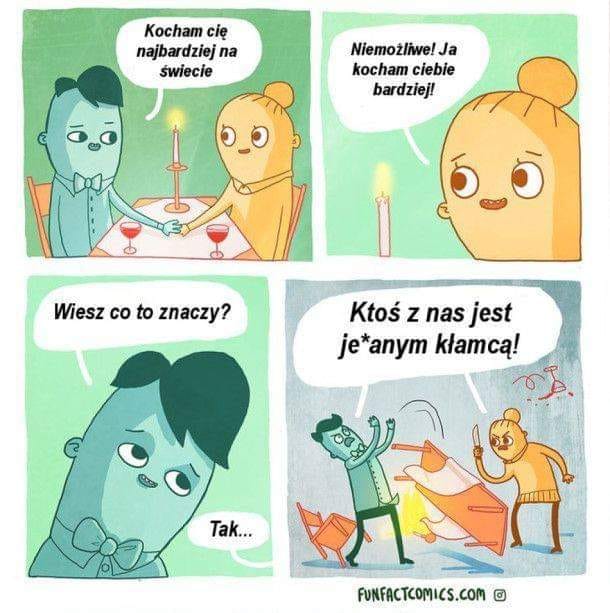 Kocham cię
najbardziej na
świecie
Niemożliwe! Ja
kocham ciebie
bardziej!
Wiesz co to znaczy?
Tak...
Ktoś z nas jest
je*anym kłamcą!
FUNFACTCOMICS.COM